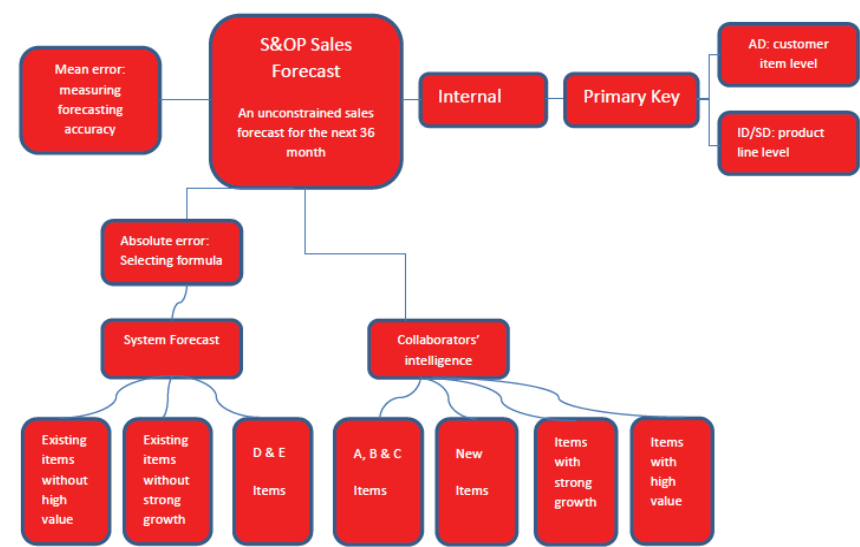 S&OP Sales
Forecast
An unconstrained sales
forecast for the next 36
month
Mean error:
measuring
forecasting
accuracy
Internal
Primary Key
AD: customer
item level
ID/SD: product
line level
Absolute error:
Selecting formula
System Forecast
Collaborators'
intelligence
Existing
items
without
high
value
Existing
items
without
strong
growth
D & E
Items
A, B & C
Items
New
Items
Items
with
strong
growth
Items
with
high
value